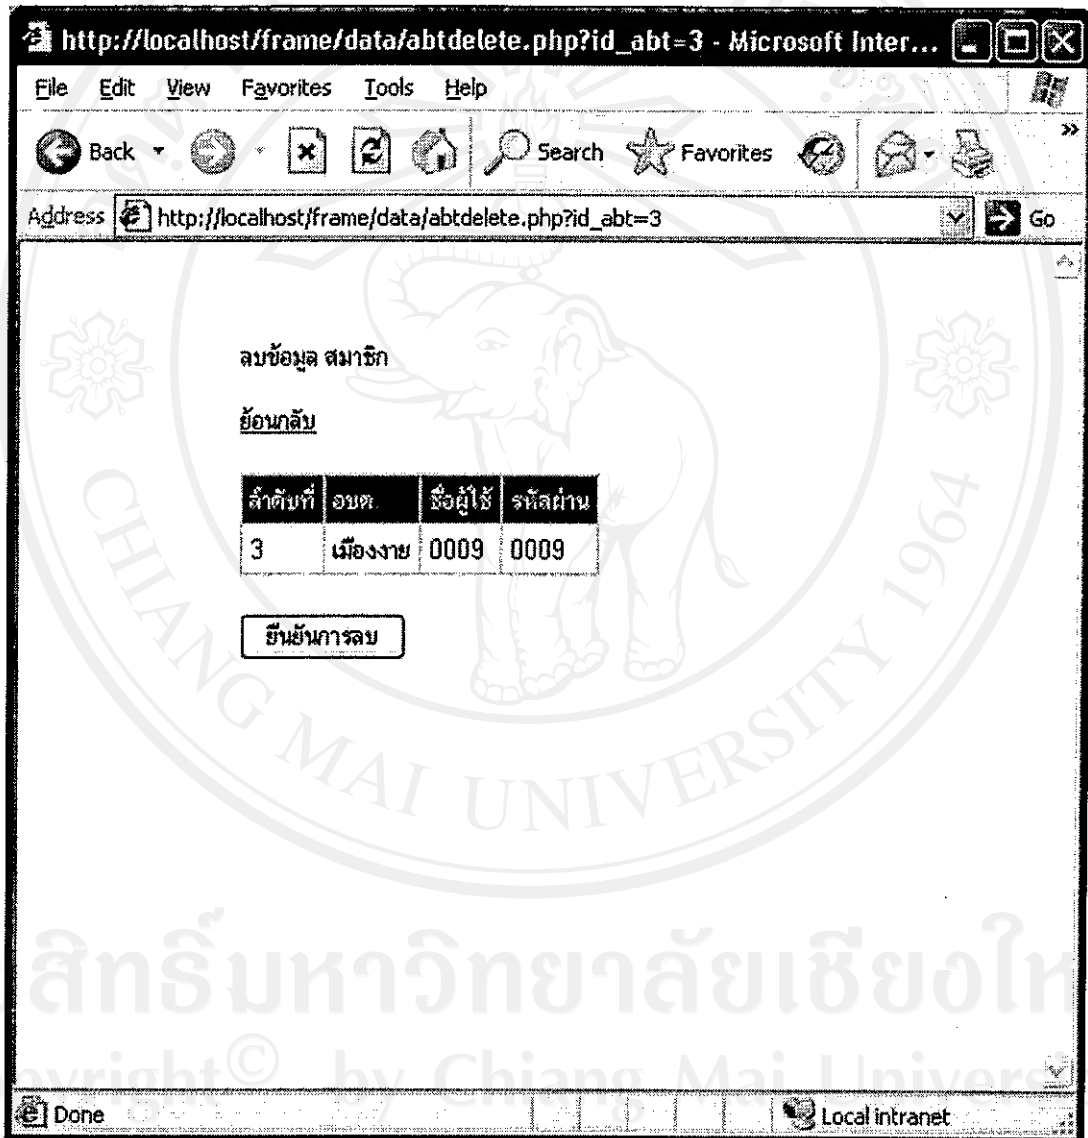 http://localhost/frame/data/abtdelete.php?id_abt=3 - Microsoft Inter...
File Edit View Favorites Tools Help
Back Search Favorites »
Address http://localhost/frame/data/abtdelete.php?id_abt=3 Go
ลบข้อมูล สมาชิก
ย้อนกลับ
ลำดับที่ อบต. ชื่อผู้ใช้ รหัสผ่าน
3 เมืองงาย 0009 0009
ยืนยันการลบ
CHIANG MAI UNIVERSITY 1964
สิทธิ์มหาวิทยาลัยเชียงให
opyright© by Chiang Mai Universi
Done Local intranet